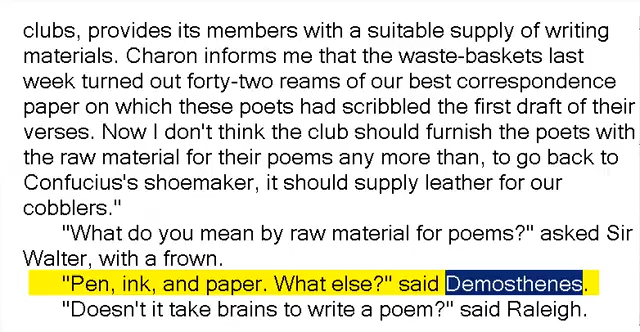 clubs, provides its members with a suitable supply of writing
materials. Charon informs me that the waste-baskets last
week turned out forty-two reams of our best correspondence
paper on which these poets had scribbled the first draft of their
verses. Now I don't think the club should furnish the poets with
the raw material for their poems any more than, to go back to
Confucius's shoemaker, it should supply leather for our
cobblers."
"What do you mean by raw material for poems?" asked Sir
Walter, with a frown.
"Pen, ink, and paper. What else?" said Demosthenes.
"Doesn't it take brains to write a poem?" said Raleigh.